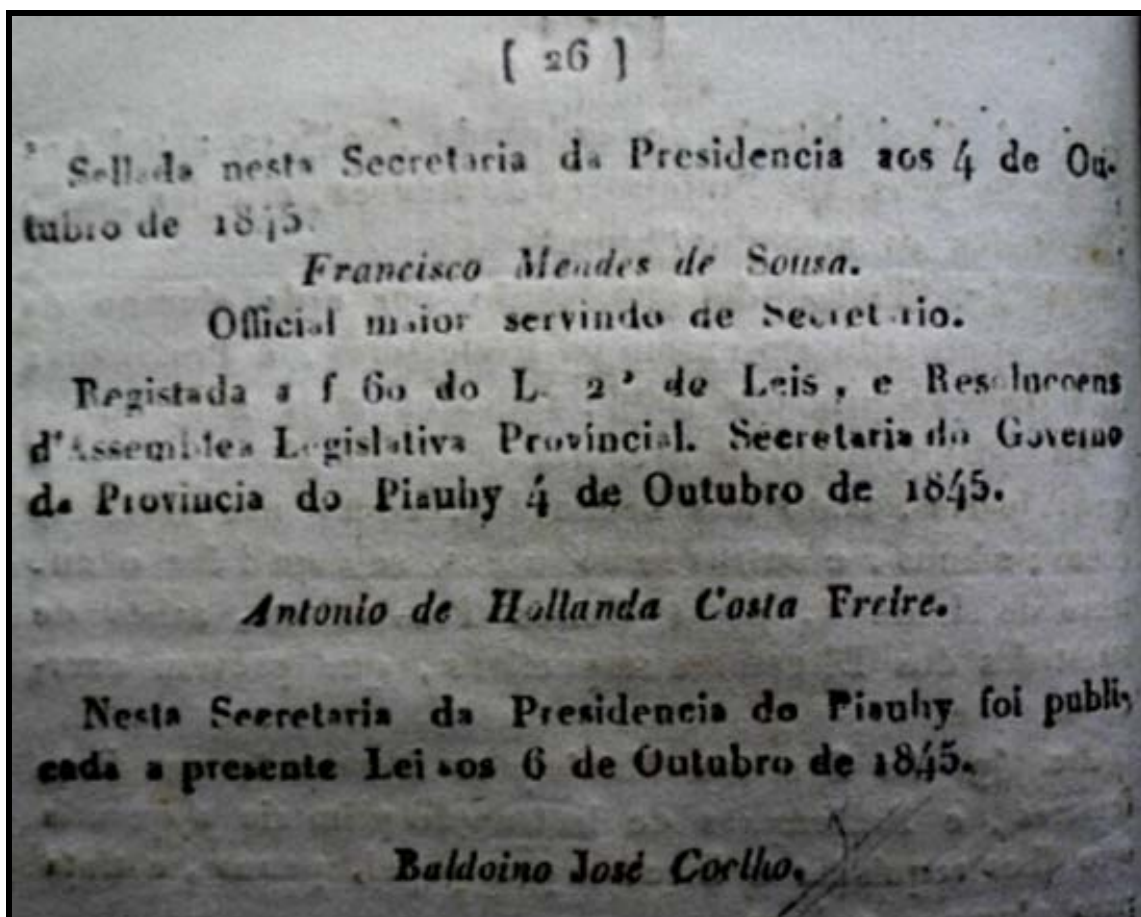 [ 26 ]
Sellada nesta Secretaria da Presidencia aos 4 de Ou-
tubro de 1845.
Francisco Mendes de Sousa.
Official maior servindo de Secretario.
Registada a f 60 do L. 2º de Leis, e Resolucoens
d'Assemblea Legislativa Provincial. Secretaria do Governo
da Provincia do Piauhy 4 de Outubro de 1845.
Antonio de Hollanda Costa Freire.
Nesta Secretaria da Presidencia do Piauhy foi publi-
cada a presente Lei aos 6 de Outubro de 1845.
Baldoino José Coelho.